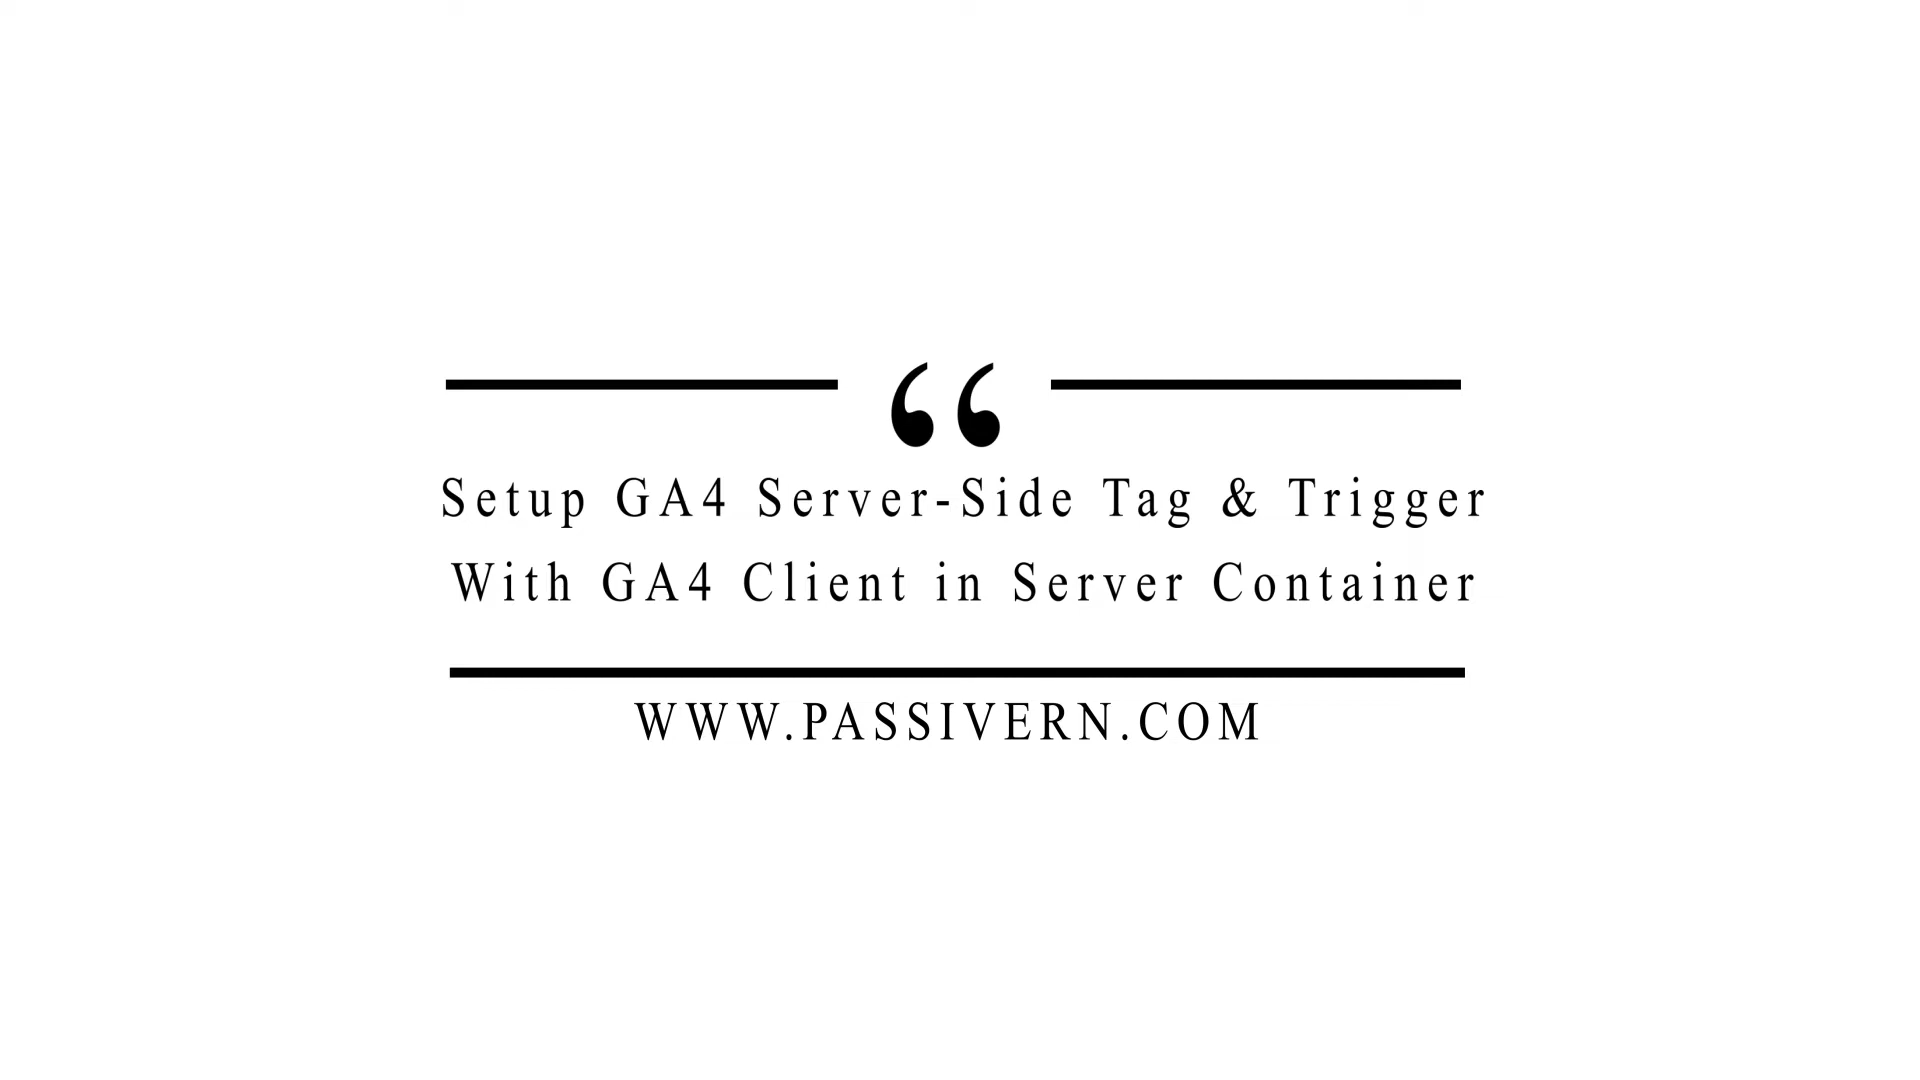 “
Setup GA4 Server-Side Tag & Trigger
With GA4 Client in Server Container
WWW.PASSIVERN.COM